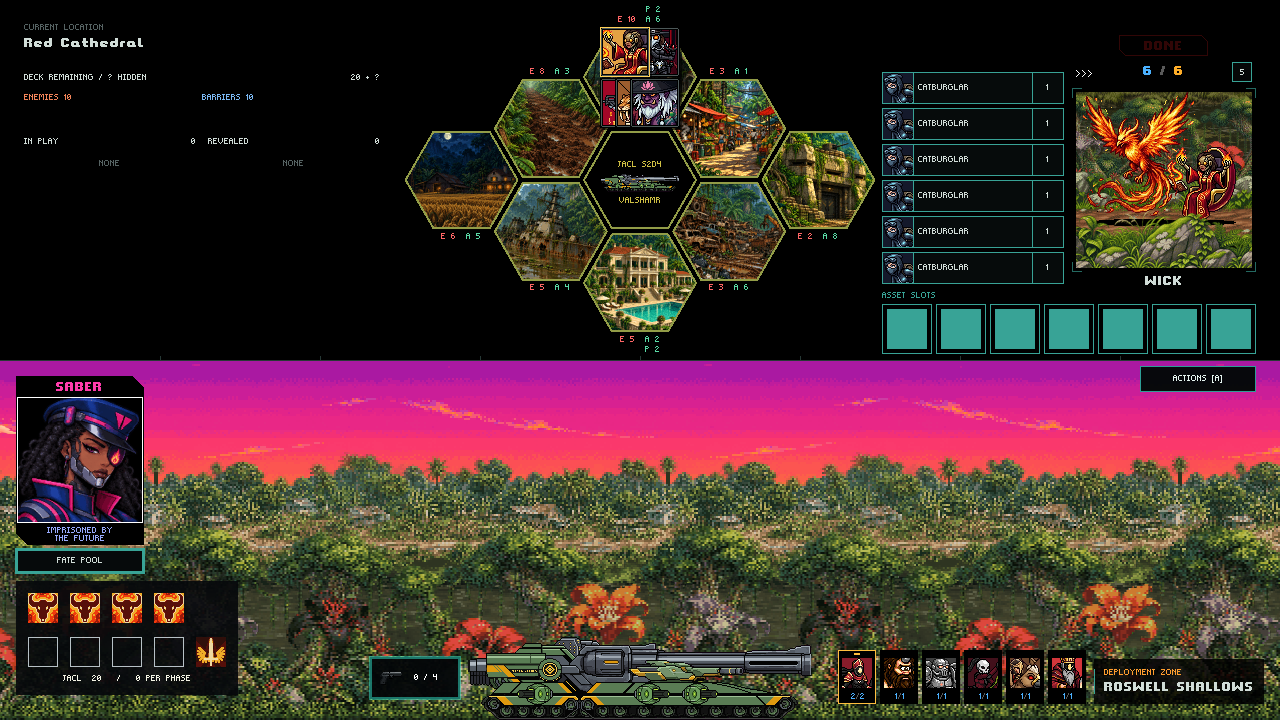 CURRENT LOCATION
Red Cathedral
DECK REMAINING / ? HIDDEN 20 + ?
ENEMIES 10 BARRIERS 10
IN PLAY 0 REVEALED 0
NONE NONE
P 2
E 10 A 6
E 8 A 3
E 3 A 1
JACL S2D4
VALSHAMR
E 6 A 5
E 2 A 8
E 5 A 4
E 3 A 6
E 5 A 2
P 2
DONE
>>> 6 / 6 5
CATBURGLAR 1
CATBURGLAR 1
CATBURGLAR 1
CATBURGLAR 1
CATBURGLAR 1
CATBURGLAR 1
WICK
ASSET SLOTS
ACTIONS [A]
SABER
IMPRISONED BY
THE FUTURE
FATE POOL
JACL 20 / 0 PER PHASE
0 / 4
2/2 1/1 1/1 1/1 1/1 1/1
DEPLOYMENT ZONE
ROSWELL SHALLOWS